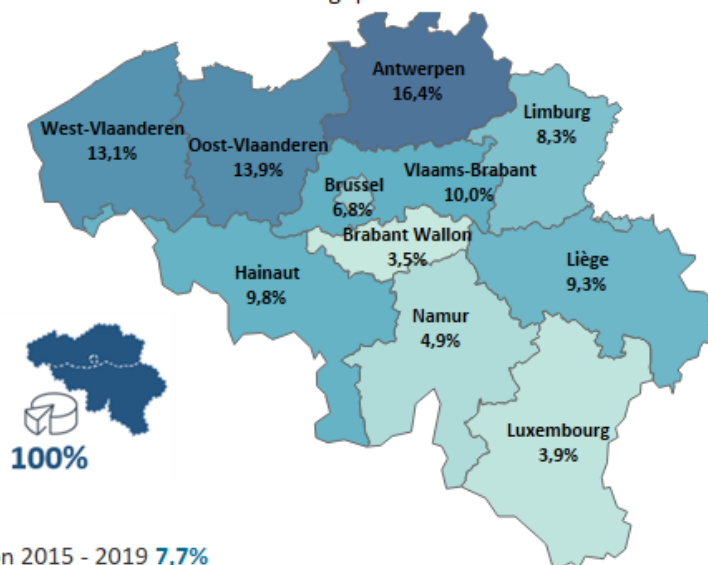 Antwerpen
16,4%
Limburg
8,3%
West-Vlaanderen
13,1%
Oost-Vlaanderen
13,9%
Vlaams-Brabant
10,0%
Brussel
6,8%
Brabant Wallon
3,5%
Hainaut
9,8%
Liège
9,3%
Namur
4,9%
Luxembourg
3,9%
100%
2015 - 2019 7,7%